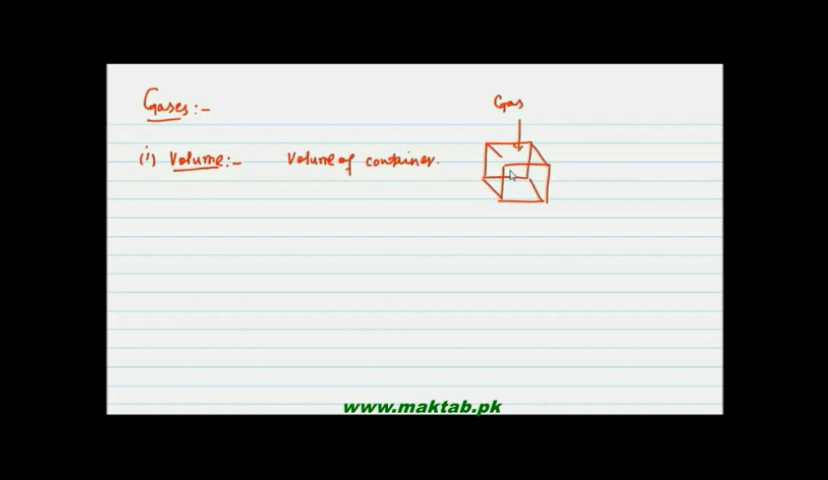 Gases:-
Gas
(i) Volume:- Volume of container.
www.maktab.pk